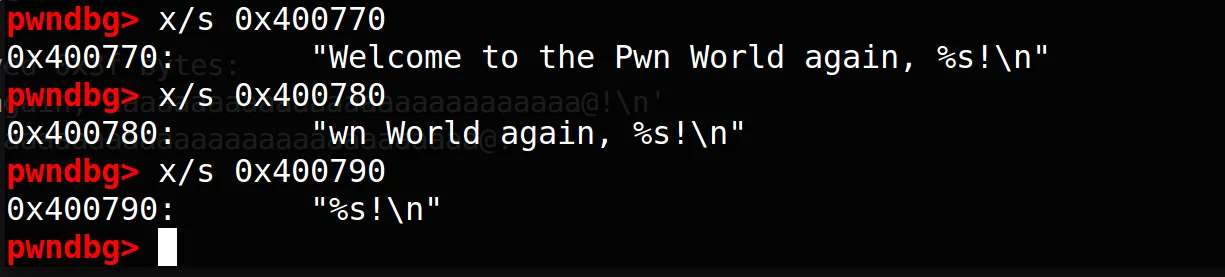 pwndbg> x/s 0x400770
0x400770: "Welcome to the Pwn World again, %s!\n"
pwndbg> x/s 0x400780
0x400780: "wn World again, %s!\n"
pwndbg> x/s 0x400790
0x400790: "%s!\n"
pwndbg>